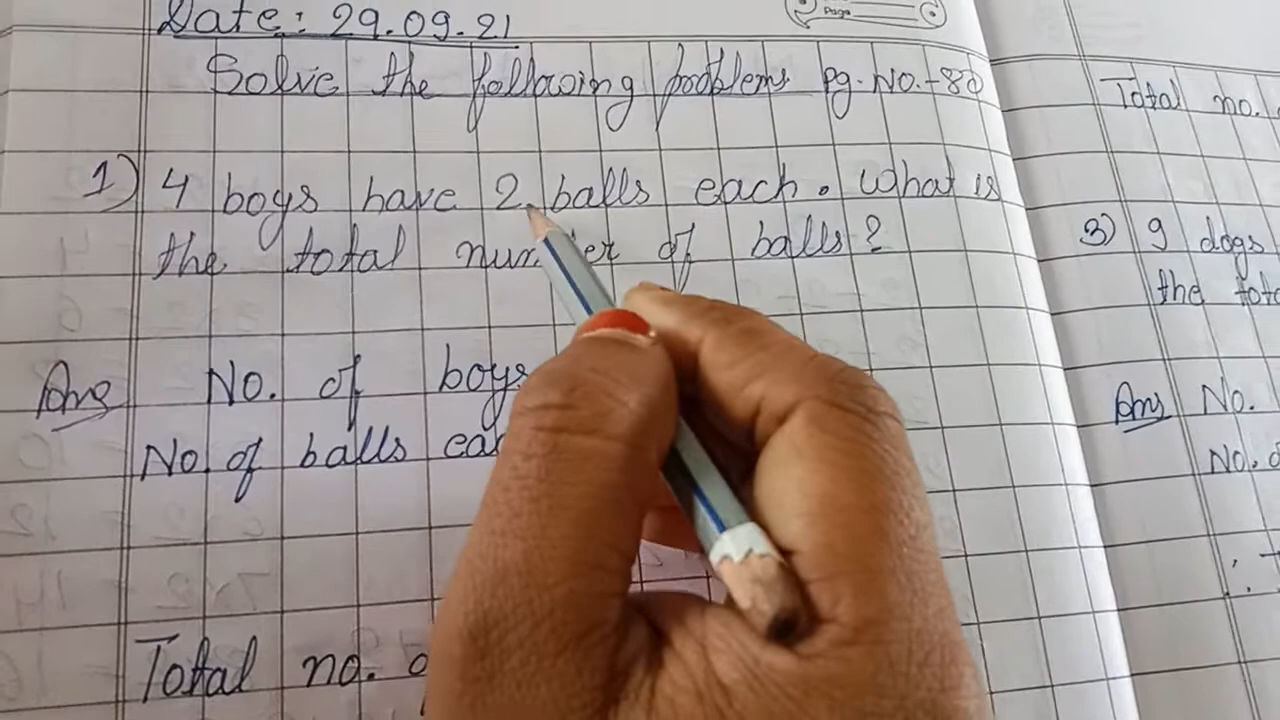 Date: 29.09.21
Page
Solve the following problems Pg. No.-80
1) 4 boys have 2 balls each. What is
the total number of balls?
Ans No. of boys
No. of balls
Total no.
Total no.
3) 9 dogs
the
Ans No.
No.